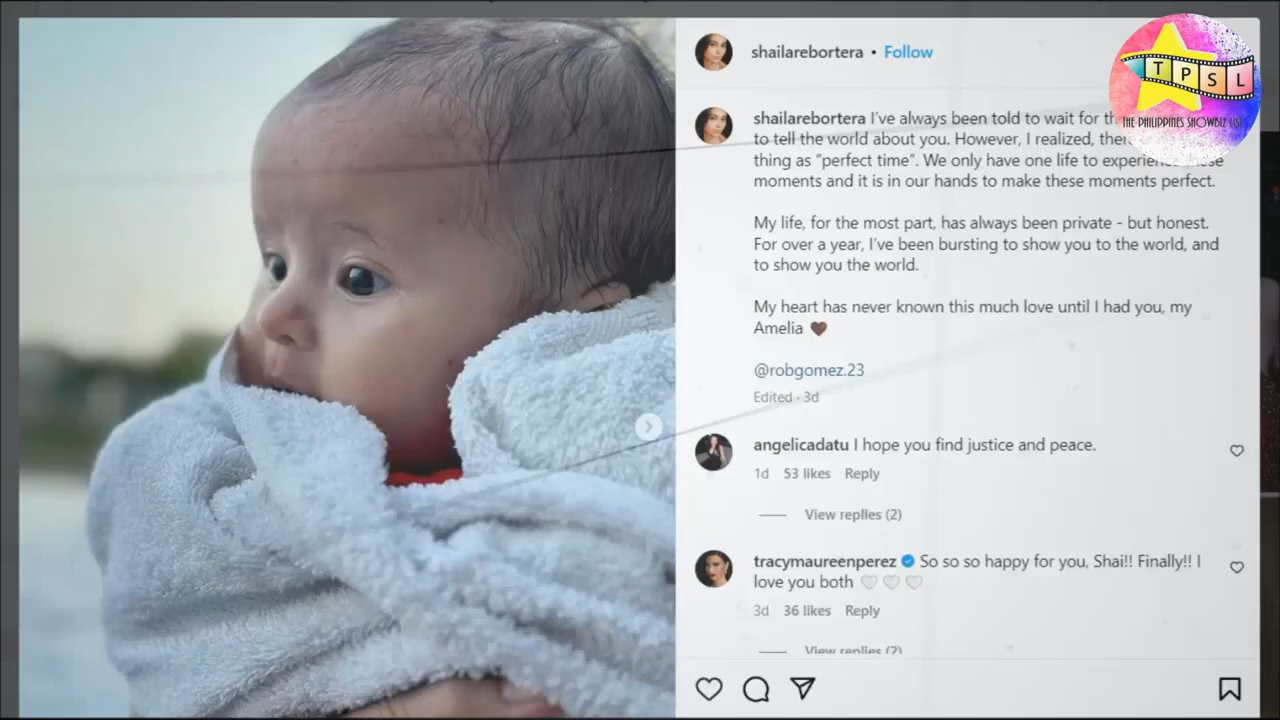 shailarebortera • Follow
T P S L
THE PHILIPPINES SHOWBIZ LIST
shailarebortera I've always been told to wait for
to tell the world about you. However, I realized,
thing as "perfect time". We only have one life to experience these
moments and it is in our hands to make these moments perfect.
My life, for the most part, has always been private - but honest.
For over a year, I've been bursting to show you to the world, and
to show you the world.
My heart has never known this much love until I had you, my
Amelia 🤎
@robgomez.23
Edited · 3d
angelicadatu I hope you find justice and peace.
1d 53 likes Reply
View replies (2)
tracymaureenperez So so so happy for you, Shai!! Finally!! I
love you both 🤍🤍🤍
3d 36 likes Reply
View replies (2)